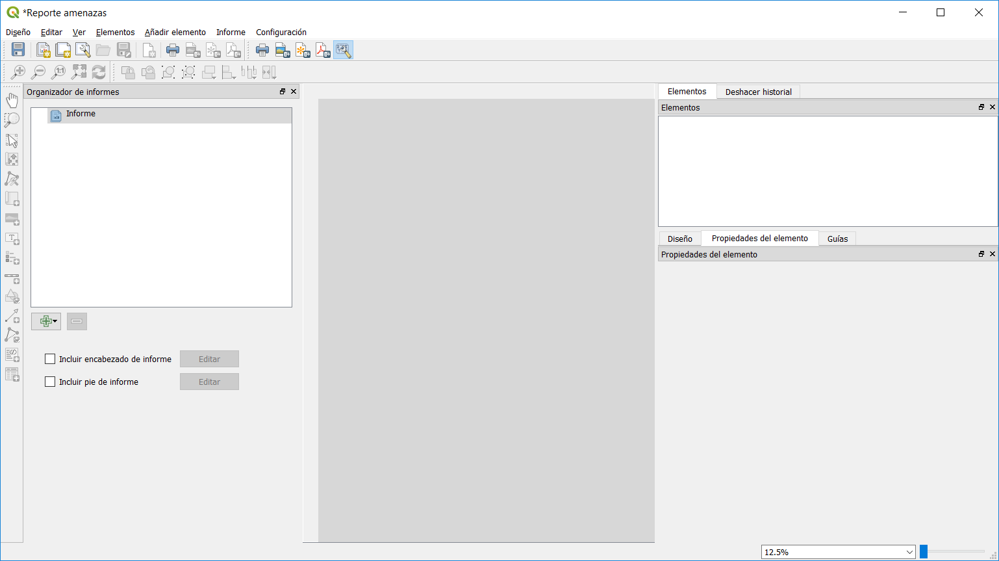 *Reporte amenazas
Diseño Editar Ver Elementos Añadir elemento Informe Configuración
1:1
Organizador de informes
Informe
Incluir encabezado de informe Editar
Incluir pie de informe Editar
Elementos Deshacer historial
Elementos
Diseño Propiedades del elemento Guías
Propiedades del elemento
12.5%